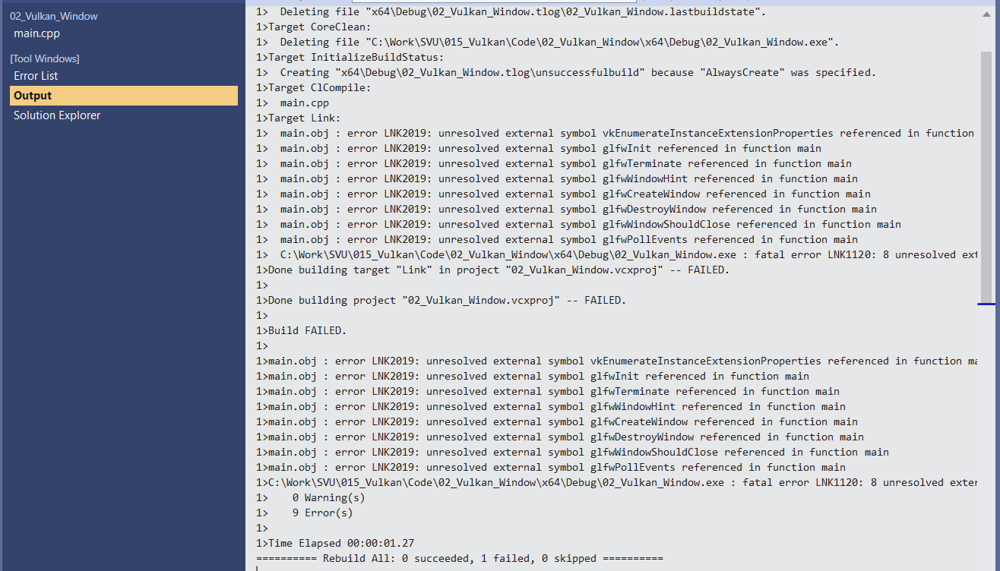 02_Vulkan_Window
main.cpp
[Tool Windows]
Error List
Output
Solution Explorer
1>  Deleting file "x64\Debug\02_Vulkan_Window.tlog\02_Vulkan_Window.lastbuildstate".
1>Target CoreClean:
1>  Deleting file "C:\Work\SVU\015_Vulkan\Code\02_Vulkan_Window\x64\Debug\02_Vulkan_Window.exe".
1>Target InitializeBuildStatus:
1>  Creating "x64\Debug\02_Vulkan_Window.tlog\unsuccessfulbuild" because "AlwaysCreate" was specified.
1>Target ClCompile:
1>  main.cpp
1>Target Link:
1>  main.obj : error LNK2019: unresolved external symbol vkEnumerateInstanceExtensionProperties referenced in function
1>  main.obj : error LNK2019: unresolved external symbol glfwInit referenced in function main
1>  main.obj : error LNK2019: unresolved external symbol glfwTerminate referenced in function main
1>  main.obj : error LNK2019: unresolved external symbol glfwWindowHint referenced in function main
1>  main.obj : error LNK2019: unresolved external symbol glfwCreateWindow referenced in function main
1>  main.obj : error LNK2019: unresolved external symbol glfwDestroyWindow referenced in function main
1>  main.obj : error LNK2019: unresolved external symbol glfwWindowShouldClose referenced in function main
1>  main.obj : error LNK2019: unresolved external symbol glfwPollEvents referenced in function main
1>  C:\Work\SVU\015_Vulkan\Code\02_Vulkan_Window\x64\Debug\02_Vulkan_Window.exe : fatal error LNK1120: 8 unresolved ext
1>Done building target "Link" in project "02_Vulkan_Window.vcxproj" -- FAILED.
1>
1>Done building project "02_Vulkan_Window.vcxproj" -- FAILED.
1>
1>Build FAILED.
1>
1>main.obj : error LNK2019: unresolved external symbol vkEnumerateInstanceExtensionProperties referenced in function ma
1>main.obj : error LNK2019: unresolved external symbol glfwInit referenced in function main
1>main.obj : error LNK2019: unresolved external symbol glfwTerminate referenced in function main
1>main.obj : error LNK2019: unresolved external symbol glfwWindowHint referenced in function main
1>main.obj : error LNK2019: unresolved external symbol glfwCreateWindow referenced in function main
1>main.obj : error LNK2019: unresolved external symbol glfwDestroyWindow referenced in function main
1>main.obj : error LNK2019: unresolved external symbol glfwWindowShouldClose referenced in function main
1>main.obj : error LNK2019: unresolved external symbol glfwPollEvents referenced in function main
1>C:\Work\SVU\015_Vulkan\Code\02_Vulkan_Window\x64\Debug\02_Vulkan_Window.exe : fatal error LNK1120: 8 unresolved exter
1>    0 Warning(s)
1>    9 Error(s)
1>
1>Time Elapsed 00:00:01.27
========== Rebuild All: 0 succeeded, 1 failed, 0 skipped ==========